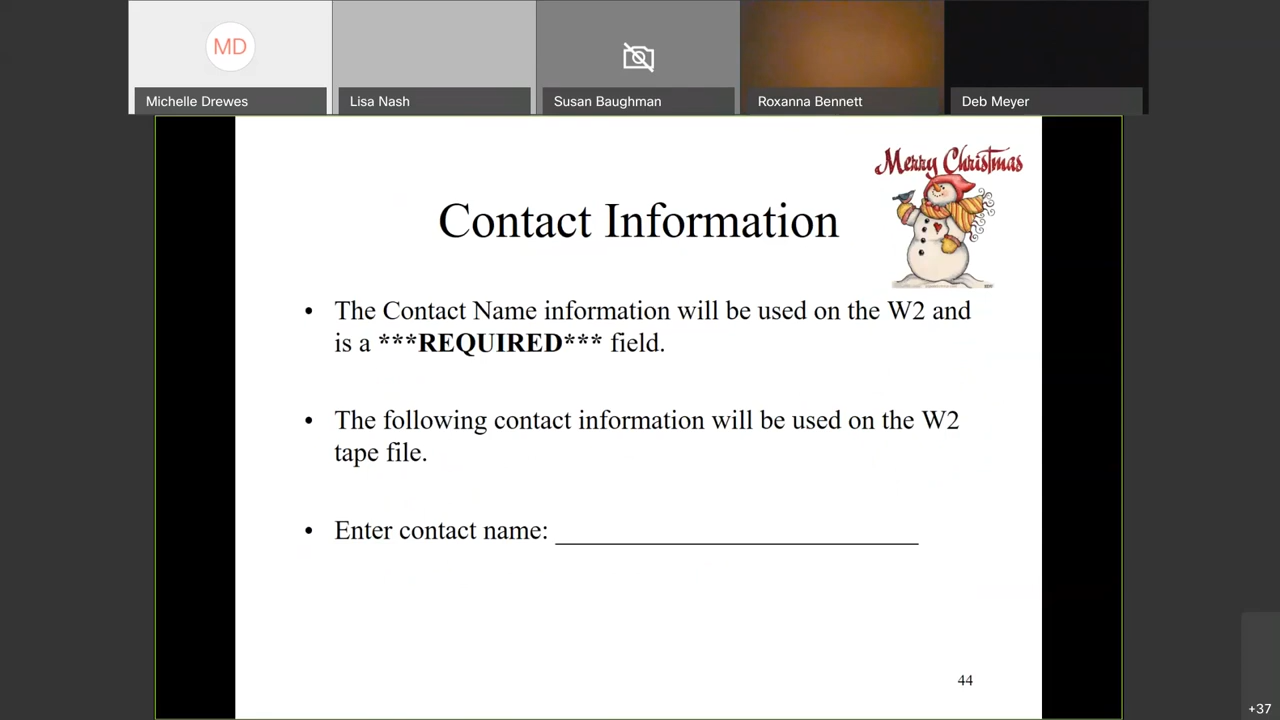 MD
Michelle Drewes
Lisa Nash
Susan Baughman
Roxanna Bennett
Deb Meyer
Merry Christmas
Contact Information
• The Contact Name information will be used on the W2 and
is a ***REQUIRED*** field.
• The following contact information will be used on the W2
tape file.
• Enter contact name: ___________________________
44
+37